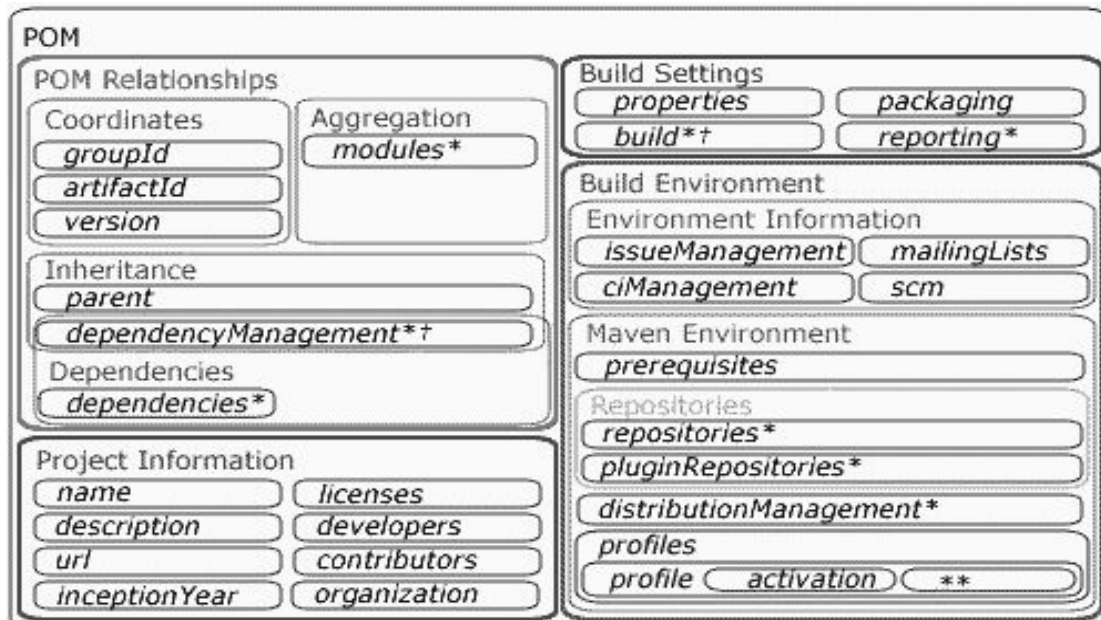 POM
POM Relationships
Coordinates
groupId
artifactId
version
Aggregation
modules*
Inheritance
parent
dependencyManagement*†
Dependencies
dependencies*
Project Information
name
licenses
description
developers
url
contributors
inceptionYear
organization
Build Settings
properties
packaging
build*†
reporting*
Build Environment
Environment Information
issueManagement
mailingLists
ciManagement
scm
Maven Environment
prerequisites
Repositories
repositories*
pluginRepositories*
distributionManagement*
profiles
profile activation **